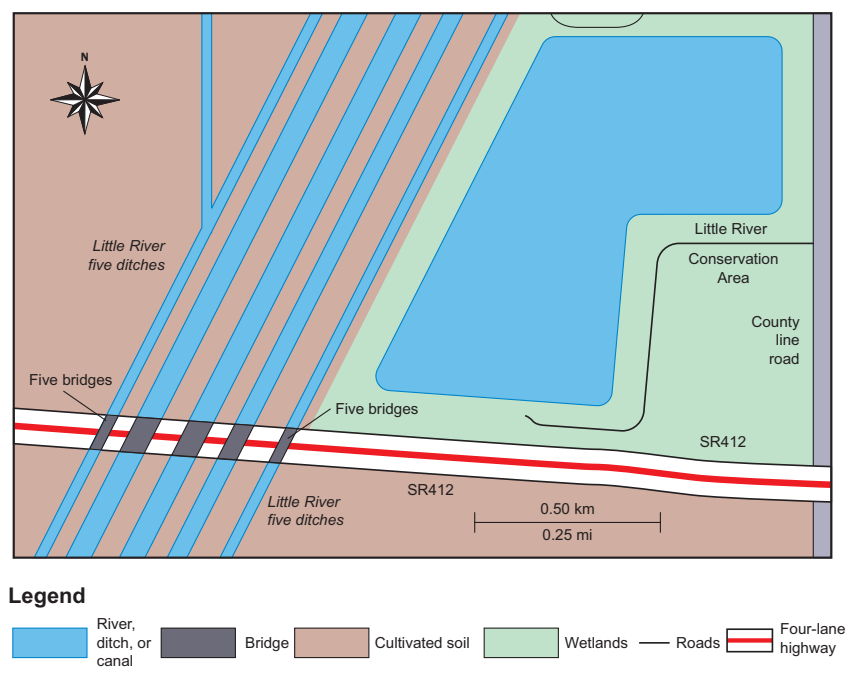 N
Little River
five ditches
Little River
Conservation
Area
County
line
road
Five bridges
Five bridges
SR412
SR412
Little River
five ditches
0.50 km
0.25 mi
Legend
River,
ditch, or
canal
Bridge
Cultivated soil
Wetlands
Roads
Four-lane
highway